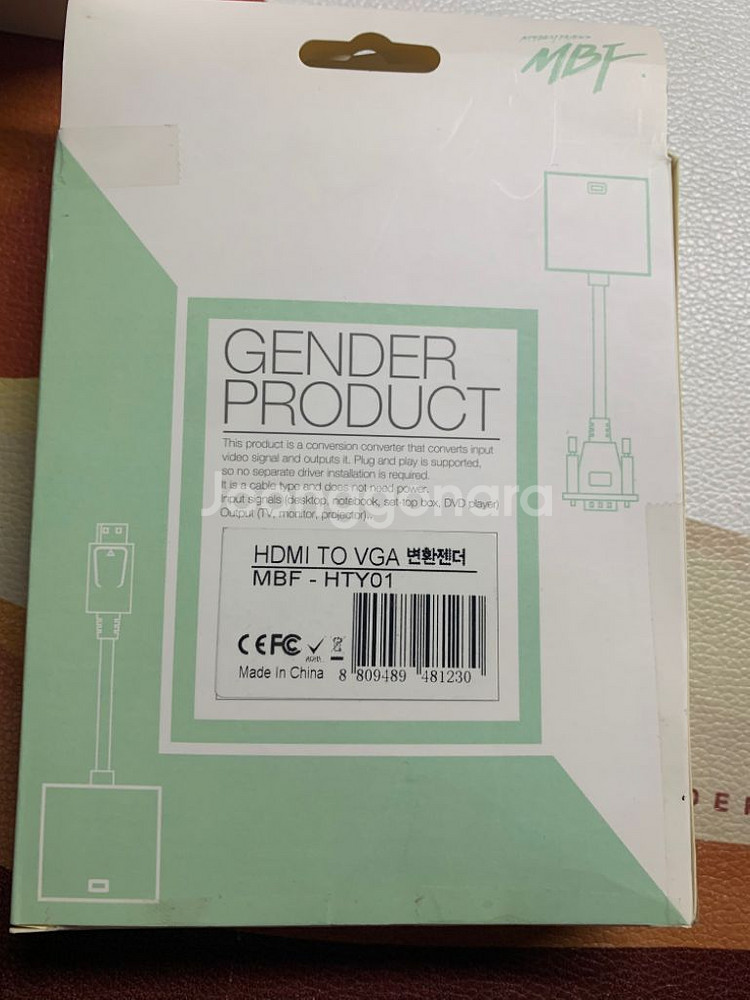 MBF
GENDER
PRODUCT
This product is a conversion converter that converts input
video signal and outputs it. Plug and play is supported,
so no separate driver installation is required.
It is a cable type and does not need power.
Input signals (desktop, notebook, set-top box, DVD player)
Output (TV, monitor, projector)
Joonggonara
HDMI TO VGA 변환젠더
MBF - HTY01
CE FC
RoHS
Made In China
8 809489 481230
DEN